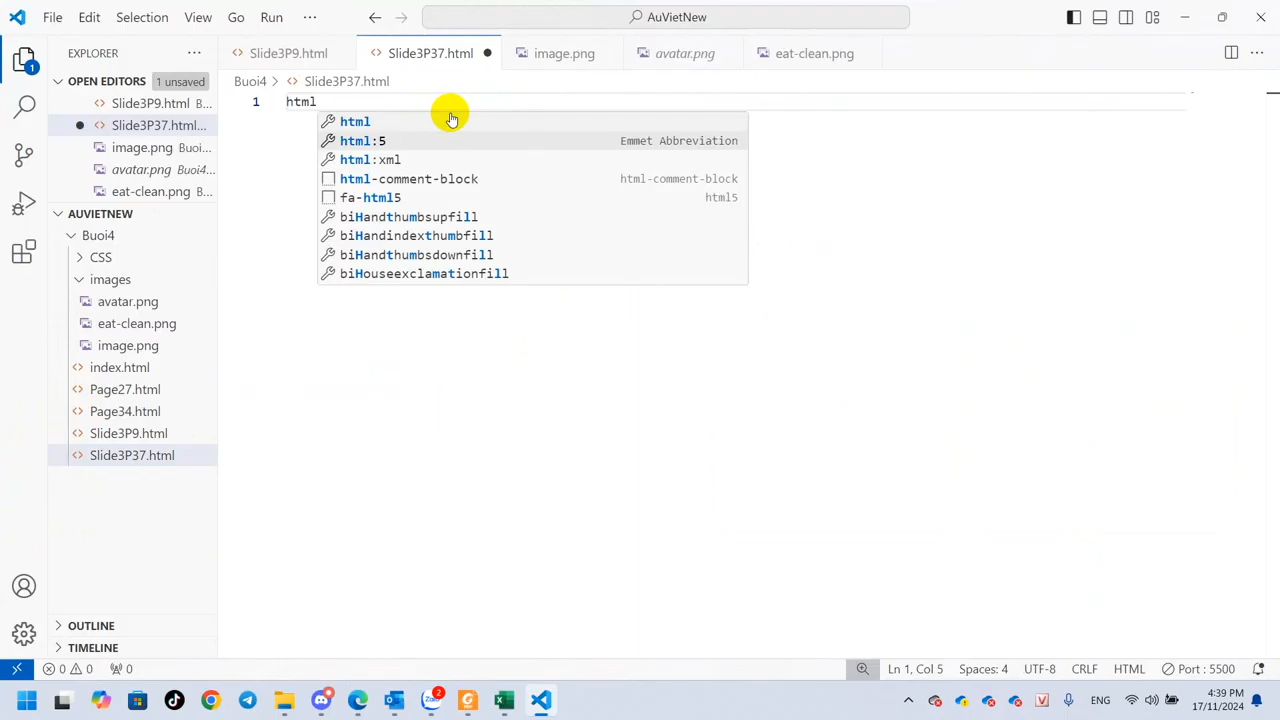 File Edit Selection View Go Run ··· AuVietNew
EXPLORER ··· Slide3P9.html Slide3P37.html ● image.png avatar.png eat-clean.png ···
OPEN EDITORS 1 unsaved
Buoi4 > Slide3P37.html
Slide3P9.html B...
Slide3P37.html...
image.png Buoi...
avatar.png Buoi4...
eat-clean.png B...
AUVIETNEW
Buoi4
CSS
images
avatar.png
eat-clean.png
image.png
index.html
Page27.html
Page34.html
Slide3P9.html
Slide3P37.html
OUTLINE
TIMELINE
1 html
html
html:5 Emmet Abbreviation
html:xml
html-comment-block html-comment-block
fa-html5 html5
biHandthumbsupfill
biHandindexthumbfill
biHandthumbsdownfill
biHouseexclamationfill
1
0 0 0 Ln 1, Col 5 Spaces: 4 UTF-8 CRLF HTML Port : 5500
Zalo 2 ENG 4:39 PM
17/11/2024